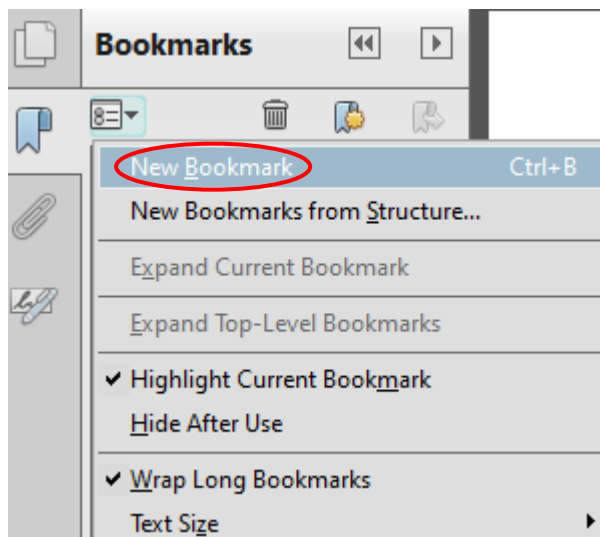 Bookmarks
New Bookmark Ctrl+B
New Bookmarks from Structure...
Expand Current Bookmark
Expand Top-Level Bookmarks
Highlight Current Bookmark
Hide After Use
Wrap Long Bookmarks
Text Size